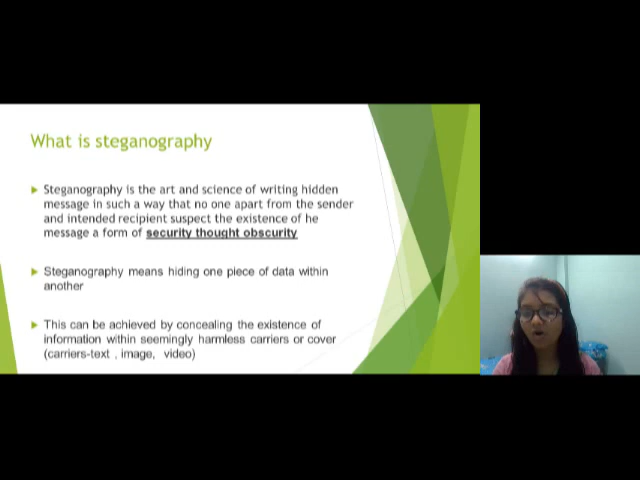 What is steganography
Steganography is the art and science of writing hidden
message in such a way that no one apart from the sender
and intended recipient suspect the existence of he
message a form of security thought obscurity
Steganography means hiding one piece of data within
another
This can be achieved by concealing the existence of
information within seemingly harmless carriers or cover
(carriers-text , image, video)